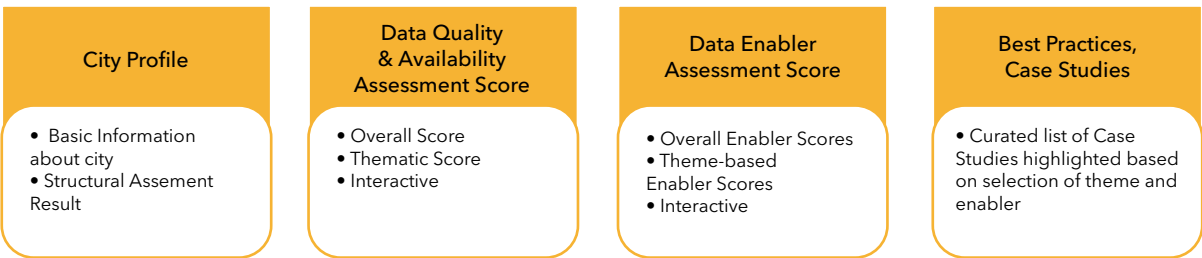 City Profile
• Basic Information
about city
• Structural Assement
Result
Data Quality
& Availability
Assessment Score
• Overall Score
• Thematic Score
• Interactive
Data Enabler
Assessment Score
• Overall Enabler Scores
• Theme-based
Enabler Scores
• Interactive
Best Practices,
Case Studies
• Curated list of Case
Studies highlighted based
on selection of theme and
enabler